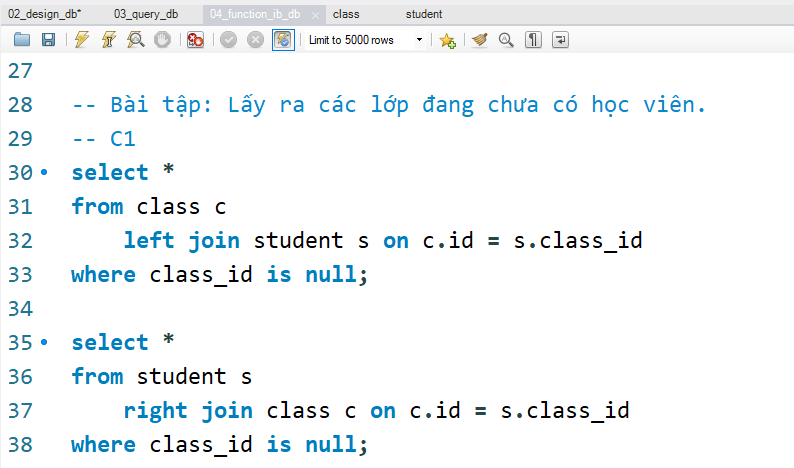 02_design_db* 03_query_db 04_function_ib_db class student
Limit to 5000 rows
27
28 -- Bài tập: Lấy ra các lớp đang chưa có học viên.
29 -- C1
30 select *
31 from class c
32 left join student s on c.id = s.class_id
33 where class_id is null;
34
35 select *
36 from student s
37 right join class c on c.id = s.class_id
38 where class_id is null;